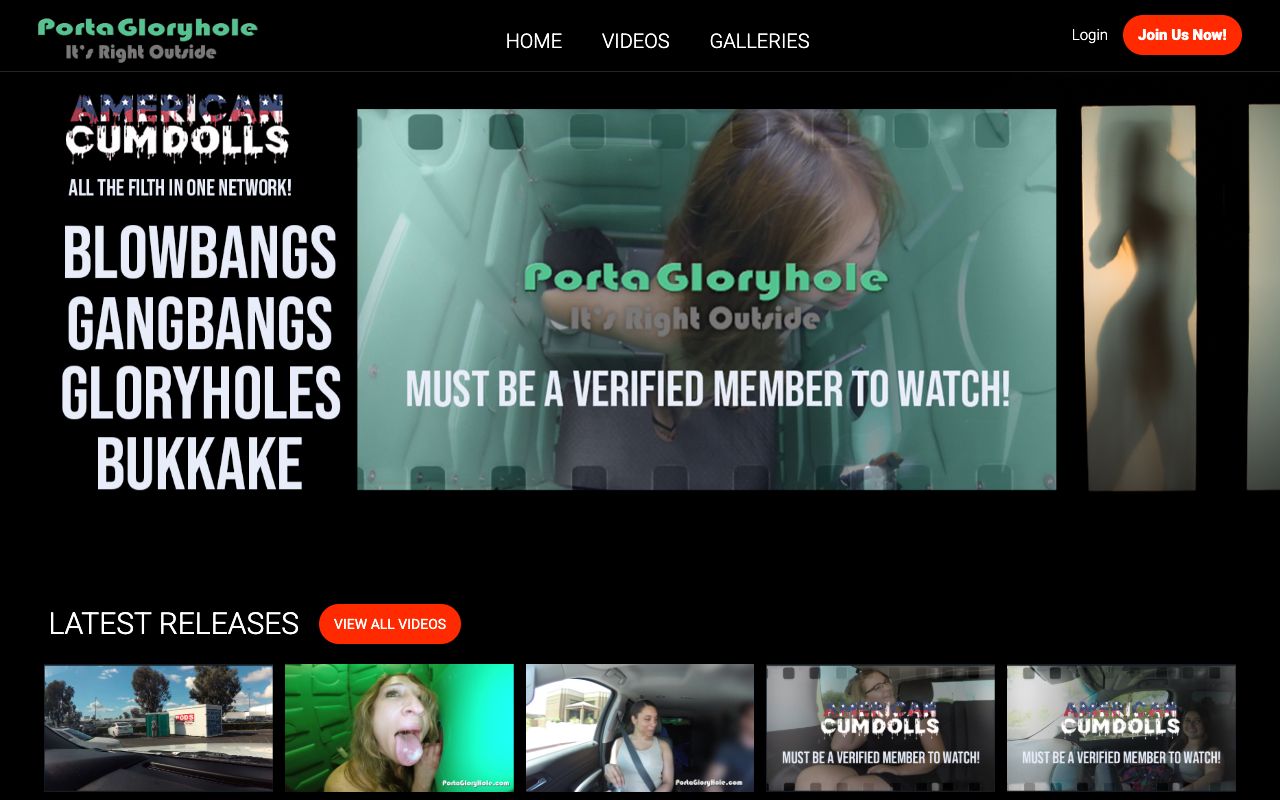 PortaGloryhole
It's Right Outside
HOME
VIDEOS
GALLERIES
Login
Join Us Now!
AMERICAN
CUMDOLLS
ALL THE FILTH IN ONE NETWORK!
BLOWBANGS
GANGBANGS
GLORYHOLES
BUKKAKE
PortaGloryhole
It's Right Outside
MUST BE A VERIFIED MEMBER TO WATCH!
LATEST RELEASES
VIEW ALL VIDEOS
PODS
PortaGloryHole.com
PortaGloryHole.com
AMERICAN
CUMDOLLS
MUST BE A VERIFIED MEMBER TO WATCH!
AMERICAN
CUMDOLLS
MUST BE A VERIFIED MEMBER TO WATCH!